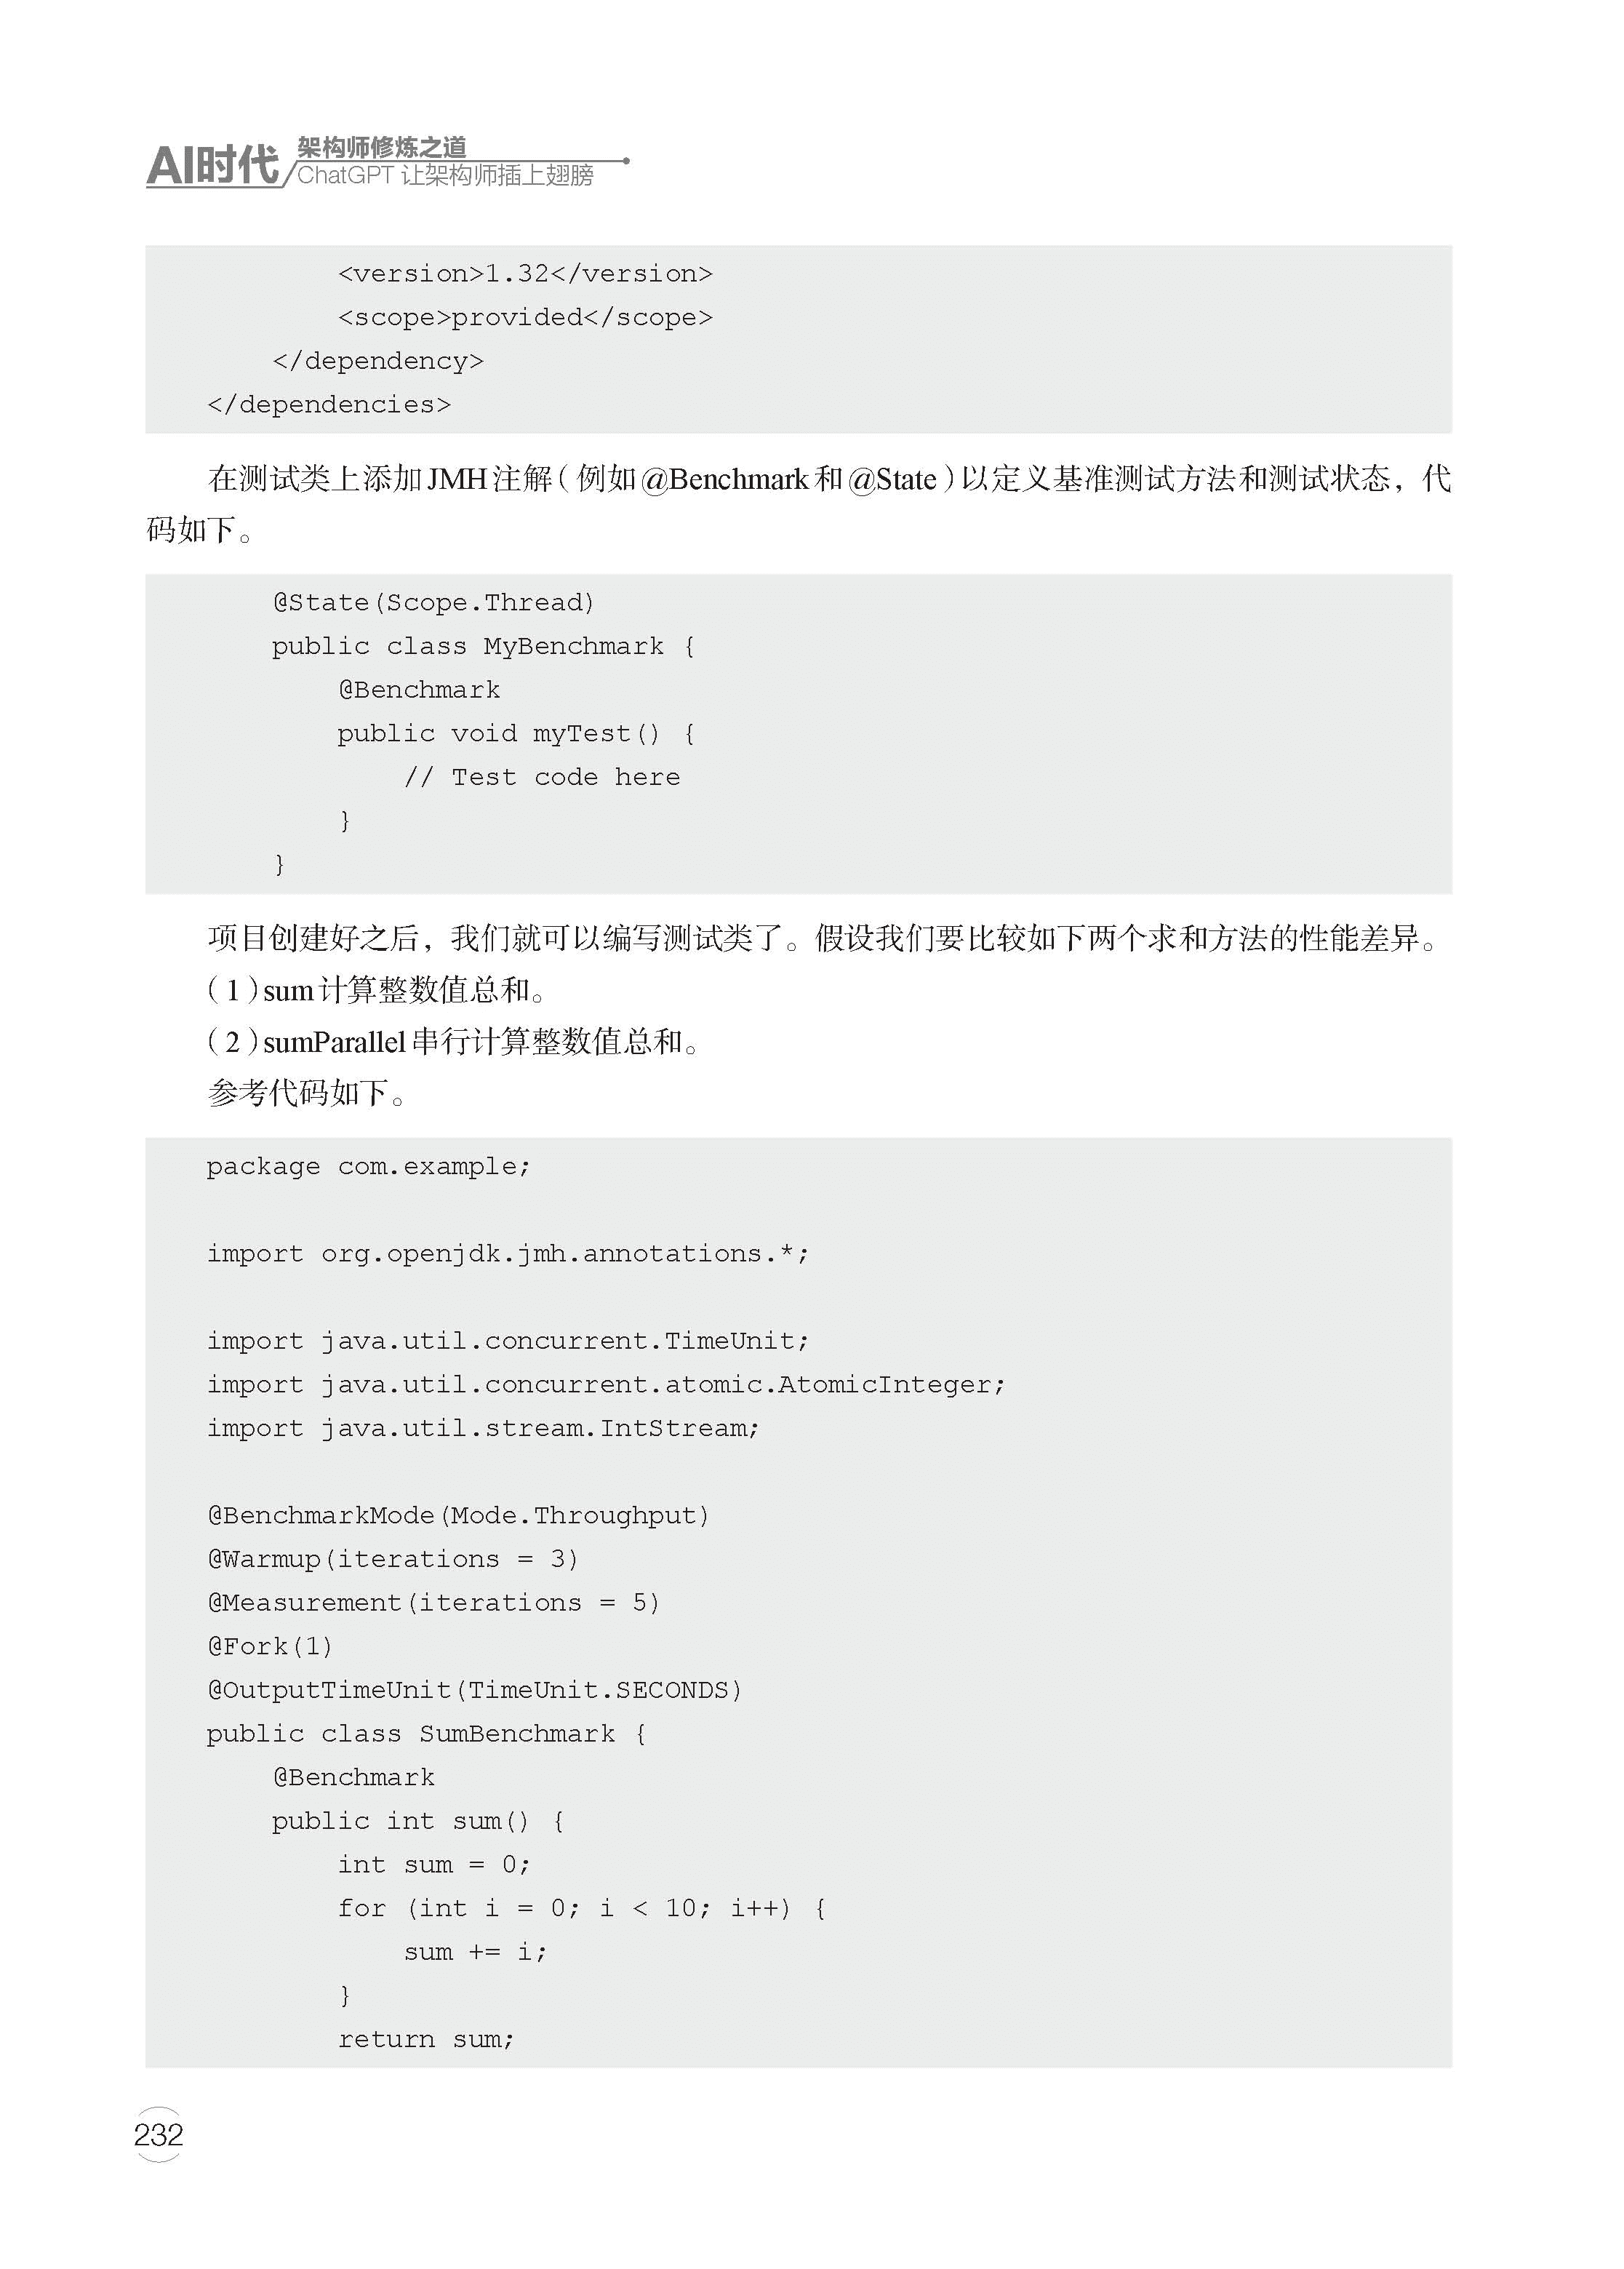 AI时代
架构师修炼之道
ChatGPT 让架构师插上翅膀
        <version>1.32</version>
        <scope>provided</scope>
    </dependency>
</dependencies>
在测试类上添加JMH注解（例如@Benchmark和@State）以定义基准测试方法和测试状态，代
码如下。
    @State(Scope.Thread)
    public class MyBenchmark {
        @Benchmark
        public void myTest() {
            // Test code here
        }
    }
项目创建好之后，我们就可以编写测试类了。假设我们要比较如下两个求和方法的性能差异。
（1）sum计算整数值总和。
（2）sumParallel串行计算整数值总和。
参考代码如下。
package com.example;
import org.openjdk.jmh.annotations.*;
import java.util.concurrent.TimeUnit;
import java.util.concurrent.atomic.AtomicInteger;
import java.util.stream.IntStream;
@BenchmarkMode(Mode.Throughput)
@Warmup(iterations = 3)
@Measurement(iterations = 5)
@Fork(1)
@OutputTimeUnit(TimeUnit.SECONDS)
public class SumBenchmark {
    @Benchmark
    public int sum() {
        int sum = 0;
        for (int i = 0; i < 10; i++) {
            sum += i;
        }
        return sum;
232